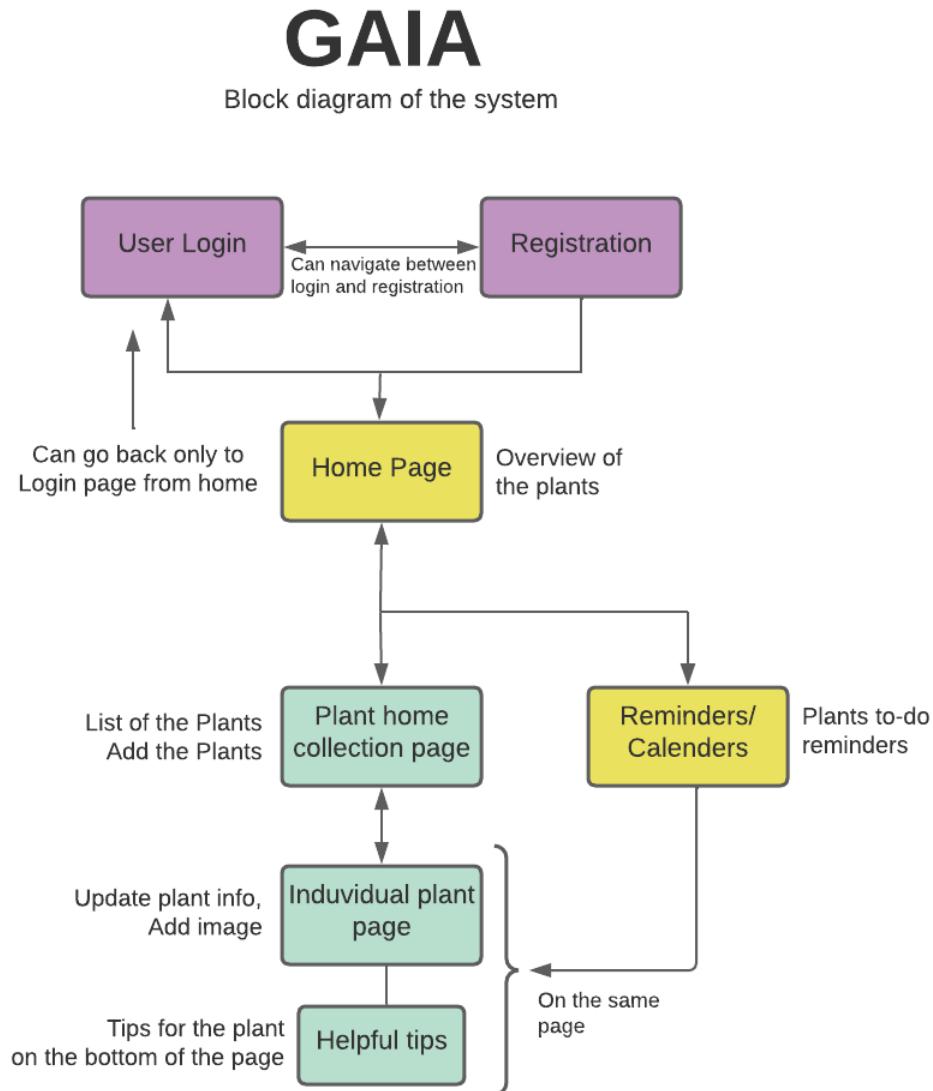 GAIA
Block diagram of the system
User Login
Registration
Can navigate between
login and registration
Can go back only to
Login page from home
Home Page
Overview of
the plants
List of the Plants
Add the Plants
Plant home
collection page
Reminders/
Calenders
Plants to-do
reminders
Update plant info,
Add image
Induvidual plant
page
On the same
page
Tips for the plant
on the bottom of the page
Helpful tips